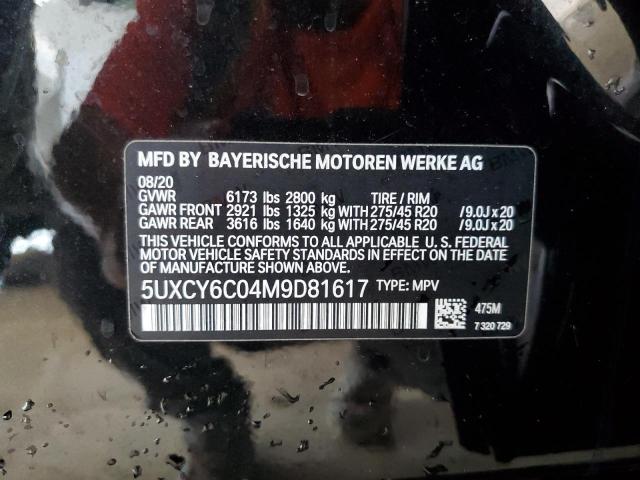 MFD BY BAYERISCHE MOTOREN WERKE AG
08/20
GVWR 6173 lbs 2800 kg TIRE / RIM
GAWR FRONT 2921 lbs 1325 kg WITH 275/45 R20 / 9.0J x 20
GAWR REAR 3616 lbs 1640 kg WITH 275/45 R20 / 9.0J x 20
THIS VEHICLE CONFORMS TO ALL APPLICABLE U. S. FEDERAL
MOTOR VEHICLE SAFETY STANDARDS IN EFFECT ON THE
DATE OF MANUFACTURE SHOWN ABOVE.
5UXCY6C04M9D81617 TYPE: MPV
475M
7 320 729